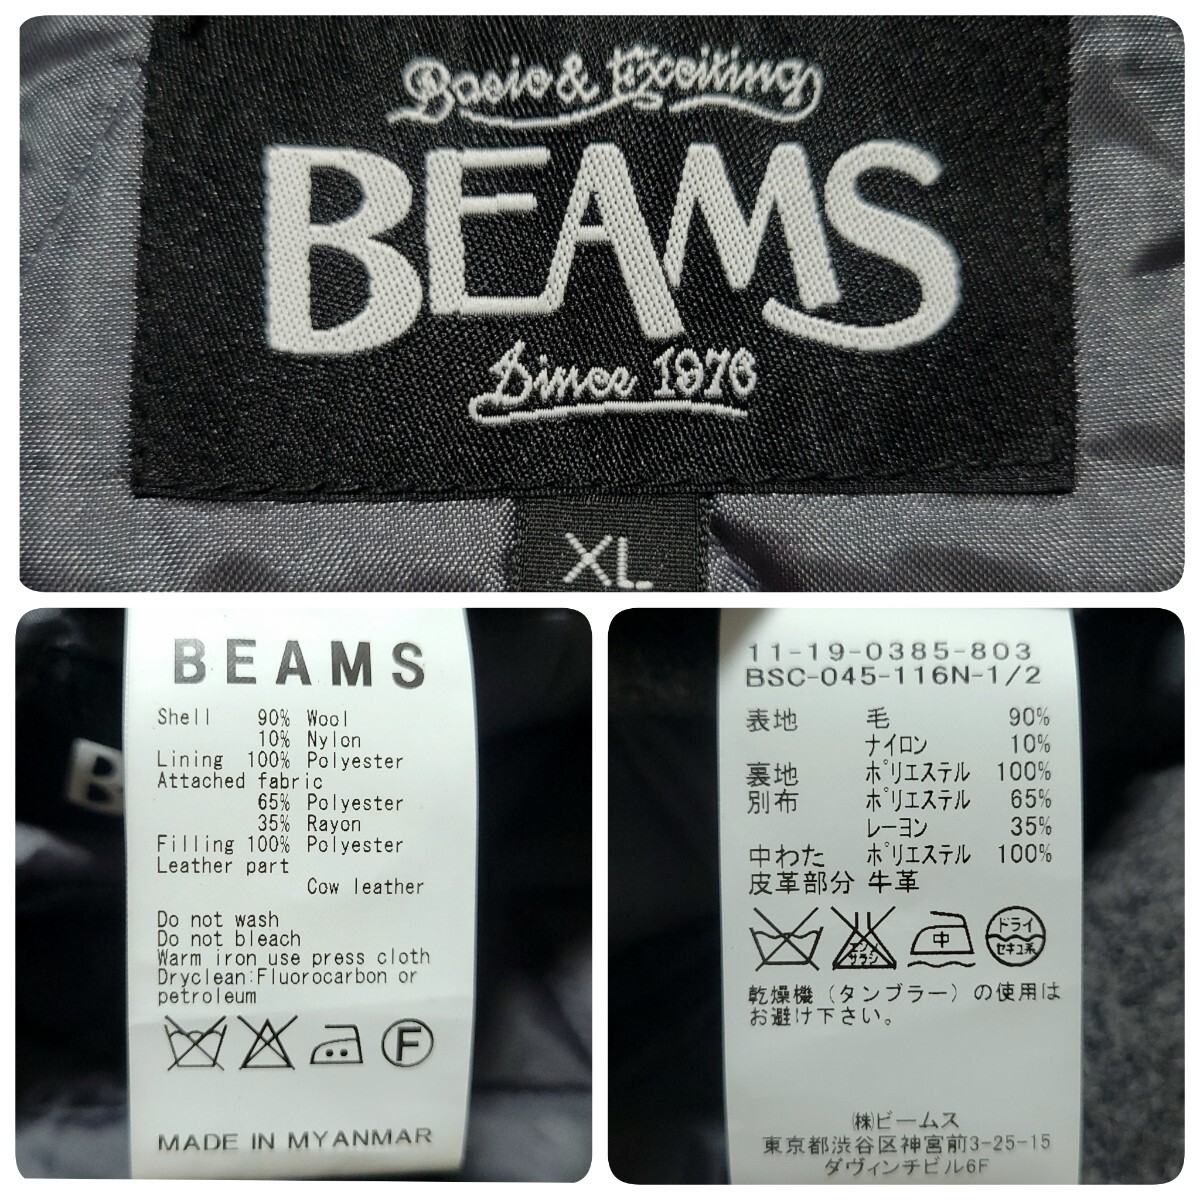 Basic & Exciting
BEAMS
Since 1976
XL
BEAMS
Shell 90% Wool
10% Nylon
Lining 100% Polyester
Attached fabric
65% Polyester
35% Rayon
Filling 100% Polyester
Leather part
Cow leather
Do not wash
Do not bleach
Warm iron use press cloth
Dryclean:Fluorocarbon or
petroleum
F
MADE IN MYANMAR
B
11-19-0385-803
BSC-045-116N-1/2
表地 毛 90%
ナイロン 10%
裏地 ポリエステル 100%
別布 ポリエステル 65%
レーヨン 35%
中わた ポリエステル 100%
皮革部分 牛革
エンソ サラシ 中 ドライ セキユ系
乾燥機（タンブラー）の使用は
お避け下さい。
㈱ビームス
東京都渋谷区神宮前3-25-15
ダヴィンチビル6F